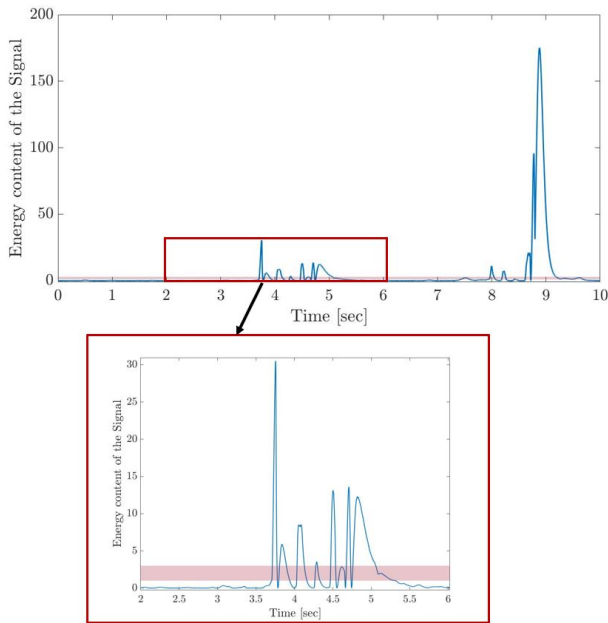 200
150
100
50
0
Energy content of the Signal
0 1 2 3 4 5 6 7 8 9 10
Time [sec]
30
25
20
15
10
5
0
Energy content of the Signal
2 2.5 3 3.5 4 4.5 5 5.5 6
Time [sec]